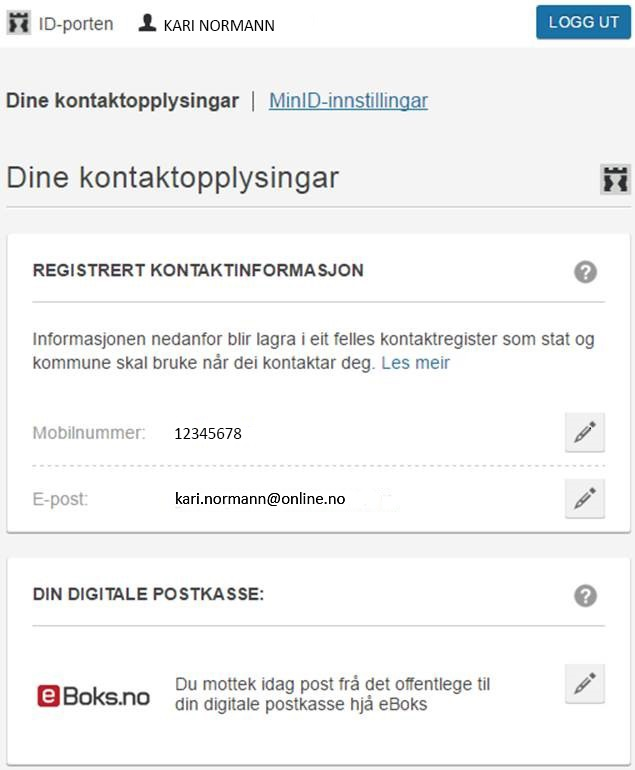 ID-porten KARI NORMANN LOGG UT
Dine kontaktopplysingar | MinID-innstillingar
Dine kontaktopplysingar
REGISTRERT KONTAKTINFORMASJON ?
Informasjonen nedanfor blir lagra i eit felles kontaktregister som stat og
kommune skal bruke når dei kontaktar deg. Les meir
Mobilnummer: 12345678
E-post: kari.normann@online.no
DIN DIGITALE POSTKASSE: ?
eBoks.no
Du mottek idag post frå det offentlege til
din digitale postkasse hjå eBoks